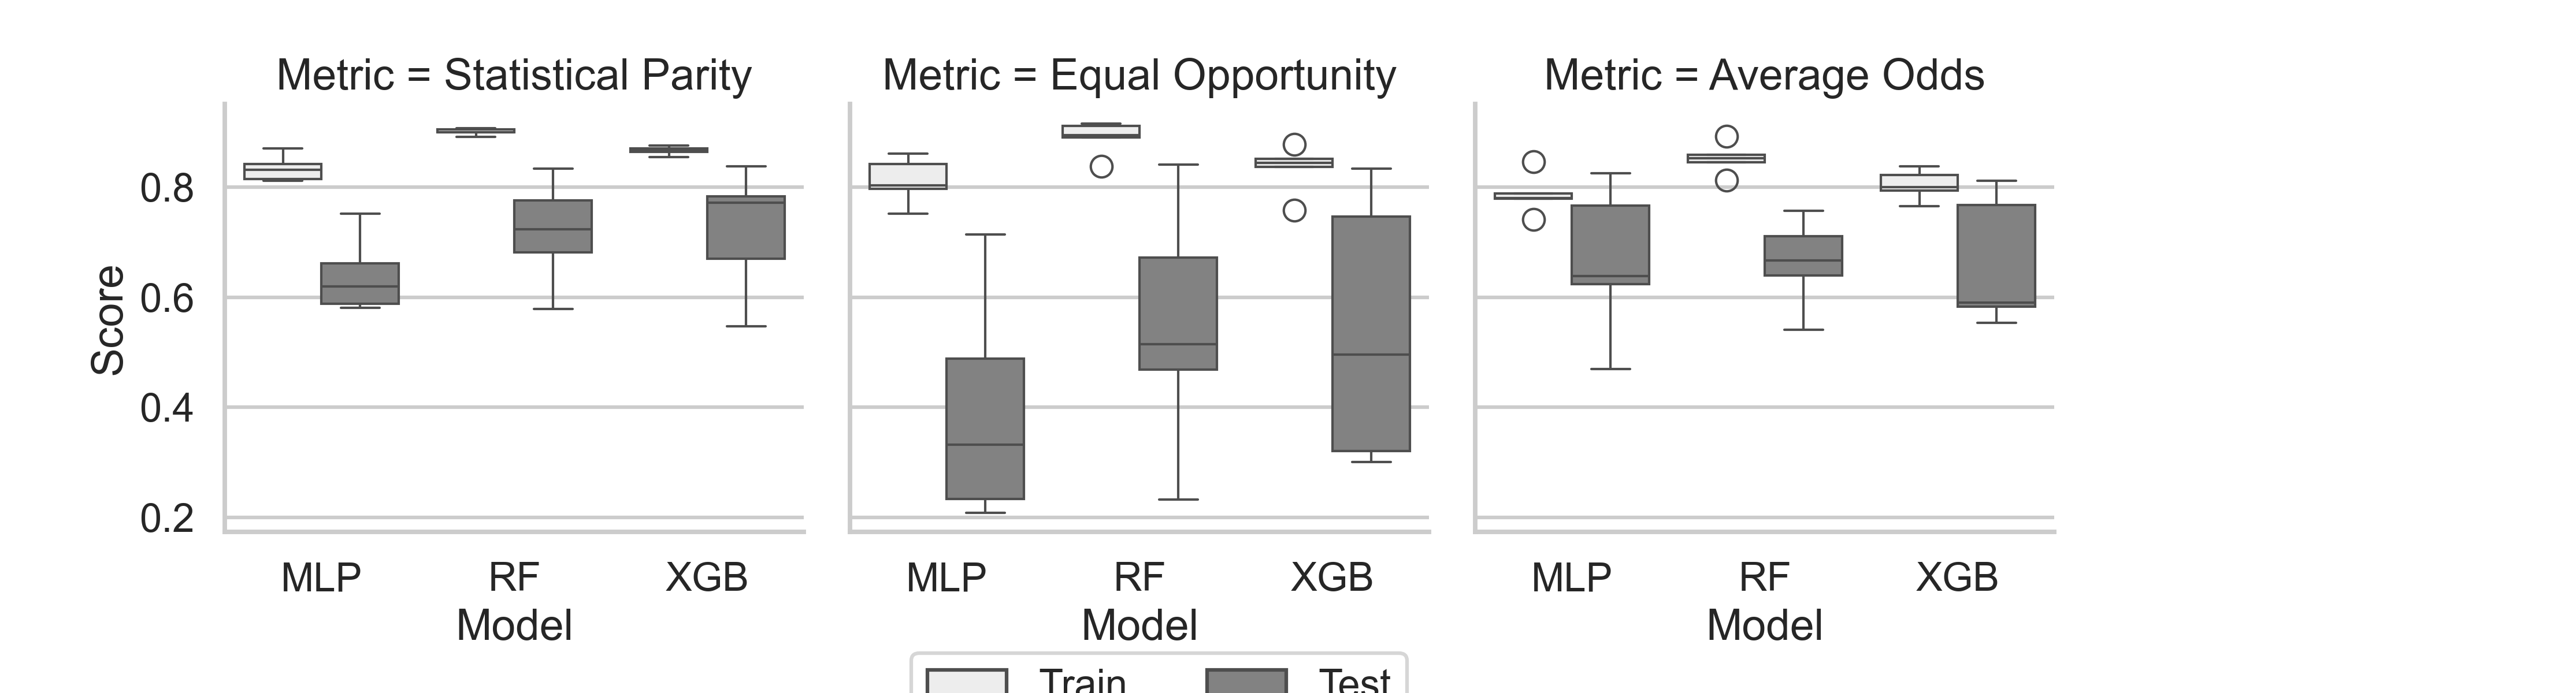 Metric = Statistical Parity
Metric = Equal Opportunity
Metric = Average Odds
Score
0.8
0.6
0.4
0.2
MLP RF XGB
MLP RF XGB
MLP RF XGB
Model
Model
Model
Train Test